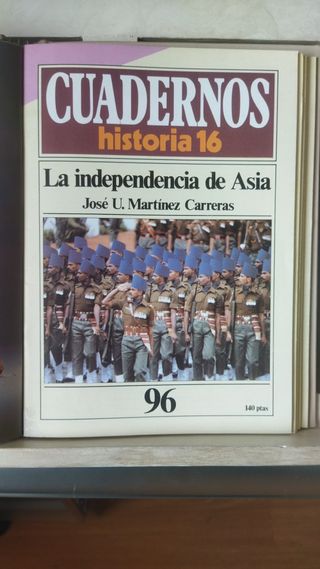 CUADERNOS
historia 16
La independencia de Asia
José U. Martínez Carreras
96
140 ptas